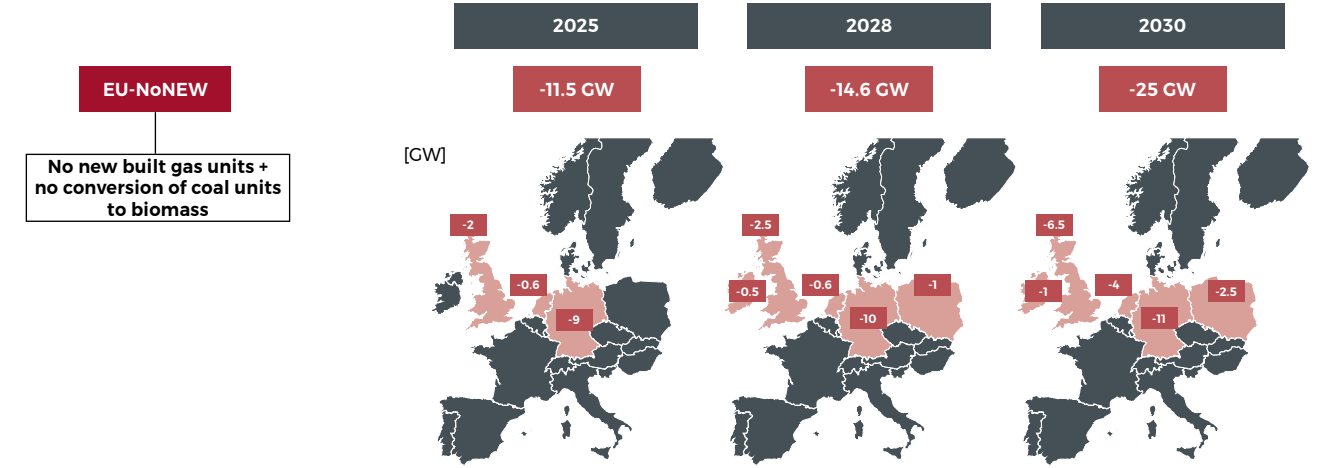 2025
2028
2030
EU-NoNEW
-11.5 GW
-14.6 GW
-25 GW
No new built gas units +
no conversion of coal units
to biomass
[GW]
-2
-0.6
-9
-2.5
-0.5
-0.6
-1
-10
-6.5
-1
-4
-2.5
-11